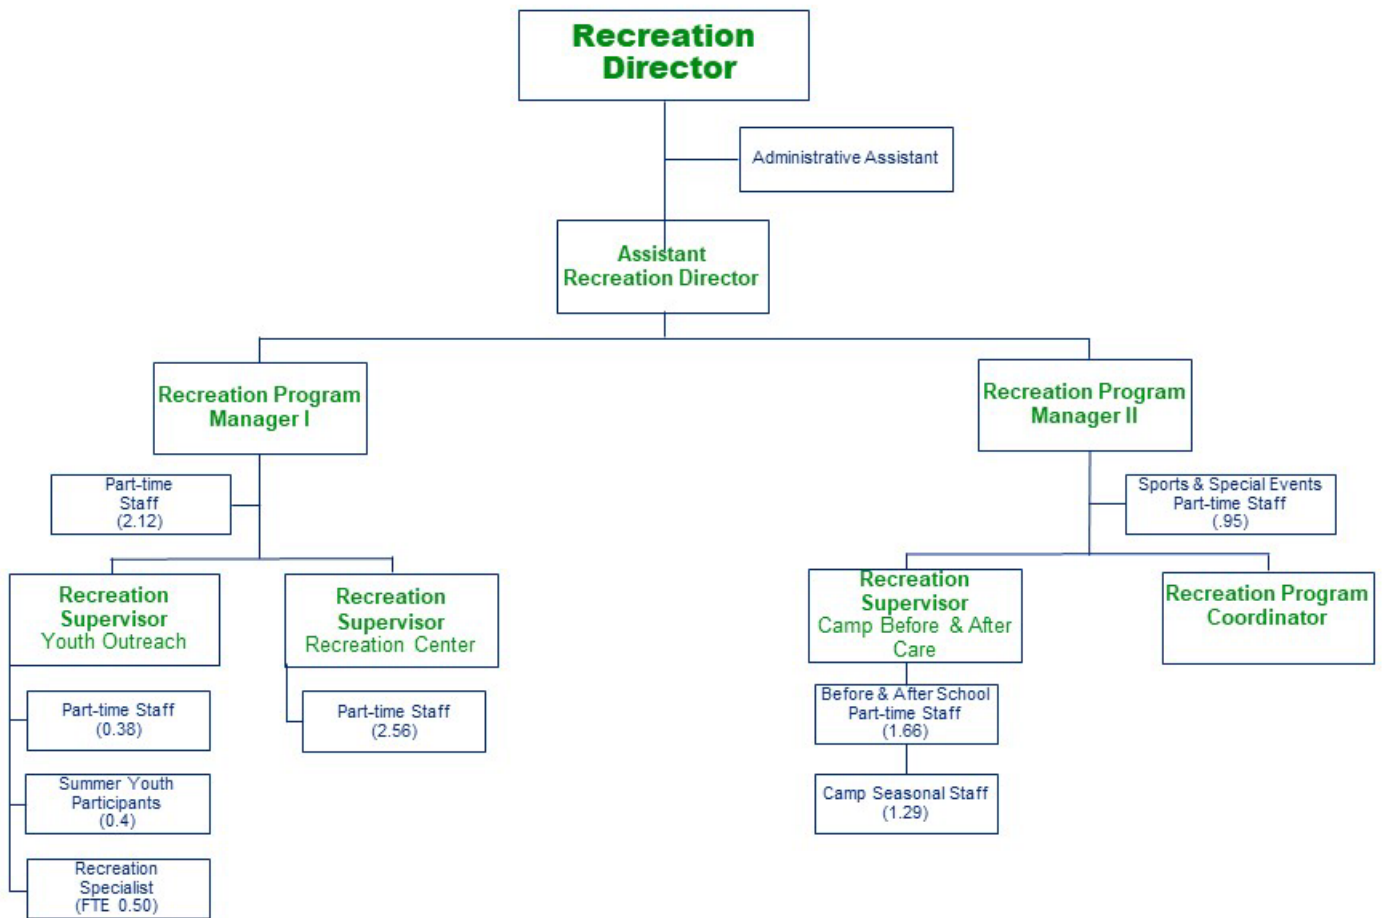 Recreation
Director
Administrative Assistant
Assistant
Recreation Director
Recreation Program
Manager I
Recreation Program
Manager II
Part-time
Staff
(2.12)
Sports & Special Events
Part-time Staff
(.95)
Recreation
Supervisor
Youth Outreach
Recreation
Supervisor
Recreation Center
Recreation
Supervisor
Camp Before & After
Care
Recreation Program
Coordinator
Part-time Staff
(0.38)
Part-time Staff
(2.56)
Before & After School
Part-time Staff
(1.66)
Summer Youth
Participants
(0.4)
Camp Seasonal Staff
(1.29)
Recreation
Specialist
(FTE 0.50)